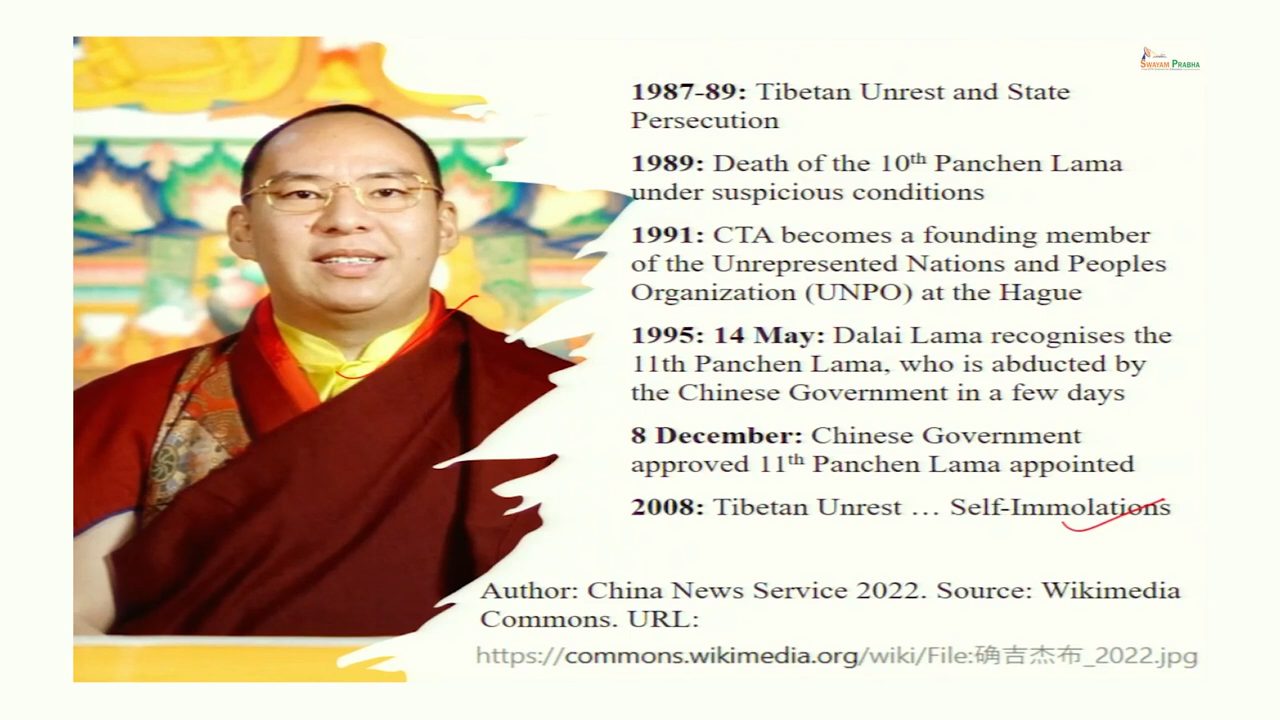 SWAYAM PRABHA
1987-89: Tibetan Unrest and State
Persecution
1989: Death of the 10th Panchen Lama
under suspicious conditions
1991: CTA becomes a founding member
of the Unrepresented Nations and Peoples
Organization (UNPO) at the Hague
1995: 14 May: Dalai Lama recognises the
11th Panchen Lama, who is abducted by
the Chinese Government in a few days
8 December: Chinese Government
approved 11th Panchen Lama appointed
2008: Tibetan Unrest … Self-Immolations
Author: China News Service 2022. Source: Wikimedia
Commons. URL:
https://commons.wikimedia.org/wiki/File:确吉杰布_2022.jpg